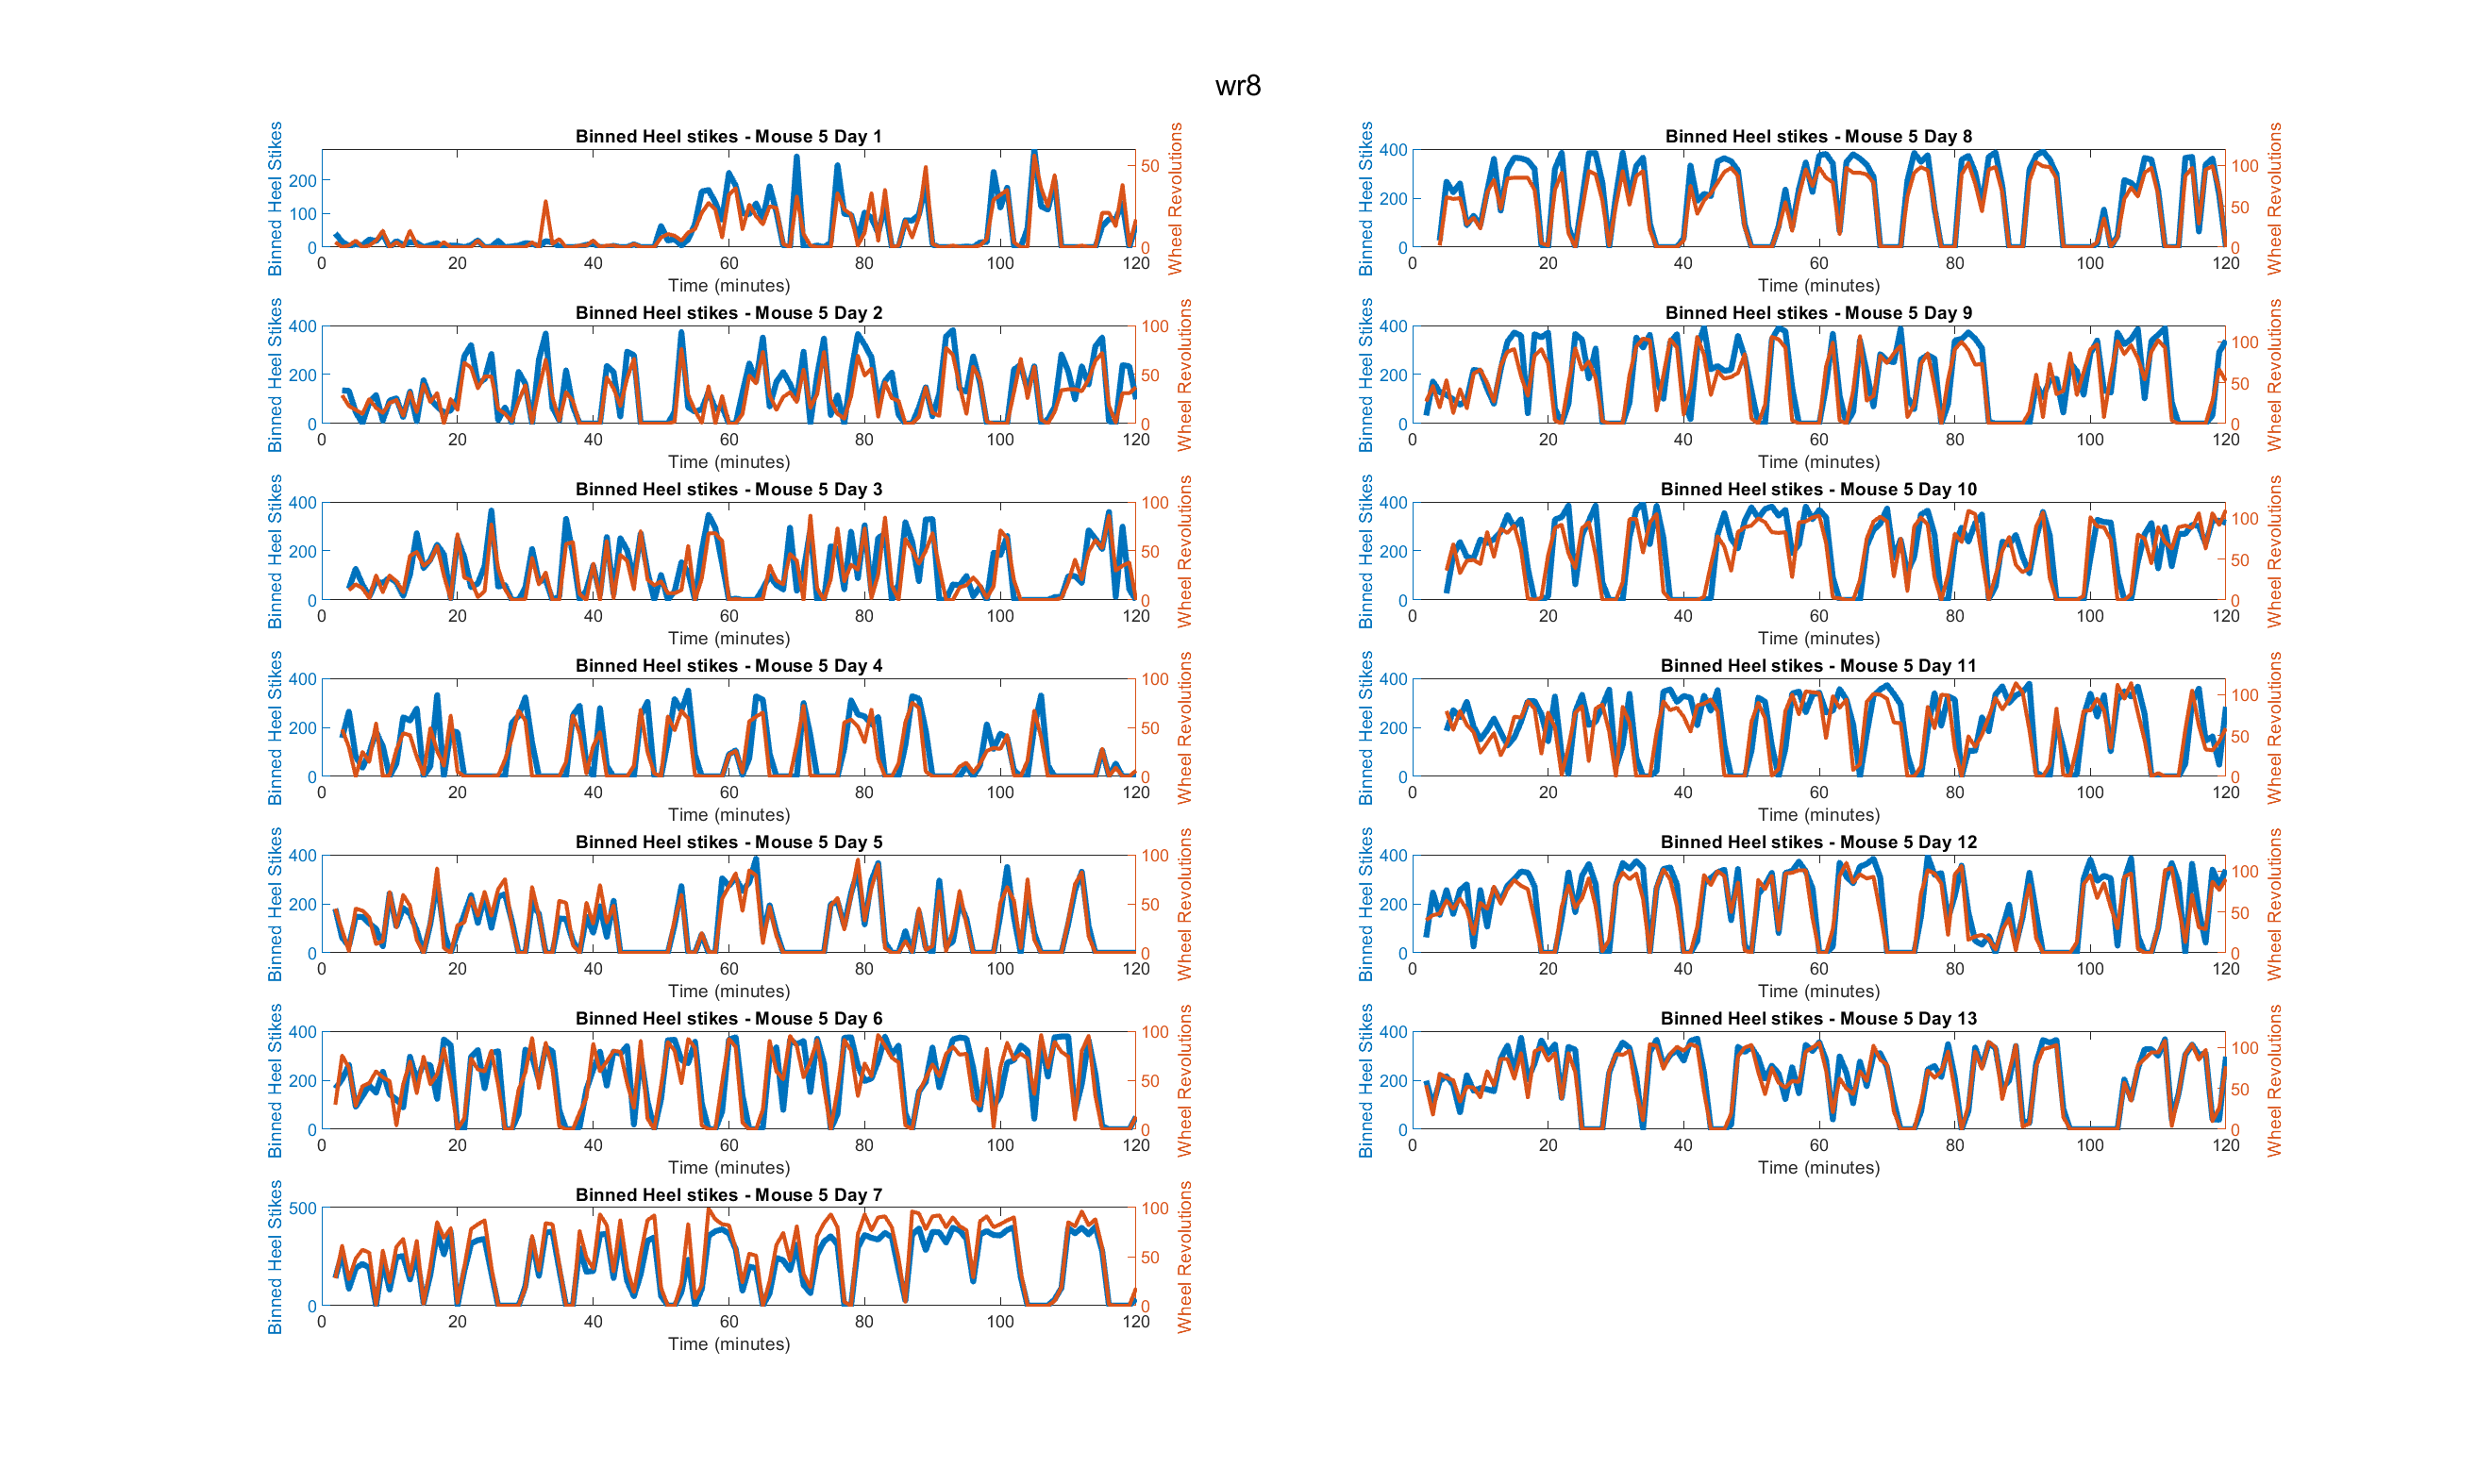 wr8
Binned Heel stikes - Mouse 5 Day 1
Binned Heel Stikes
0 100 200
Wheel Revolutions
0 50
0 20 40 60 80 100 120
Time (minutes)
Binned Heel stikes - Mouse 5 Day 2
Binned Heel Stikes
0 200 400
Wheel Revolutions
0 50 100
0 20 40 60 80 100 120
Time (minutes)
Binned Heel stikes - Mouse 5 Day 3
Binned Heel Stikes
0 200 400
Wheel Revolutions
0 50 100
0 20 40 60 80 100 120
Time (minutes)
Binned Heel stikes - Mouse 5 Day 4
Binned Heel Stikes
0 200 400
Wheel Revolutions
0 50 100
0 20 40 60 80 100 120
Time (minutes)
Binned Heel stikes - Mouse 5 Day 5
Binned Heel Stikes
0 200 400
Wheel Revolutions
0 50 100
0 20 40 60 80 100 120
Time (minutes)
Binned Heel stikes - Mouse 5 Day 6
Binned Heel Stikes
0 200 400
Wheel Revolutions
0 50 100
0 20 40 60 80 100 120
Time (minutes)
Binned Heel stikes - Mouse 5 Day 7
Binned Heel Stikes
0 500
Wheel Revolutions
0 50 100
0 20 40 60 80 100 120
Time (minutes)
Binned Heel stikes - Mouse 5 Day 8
Binned Heel Stikes
0 200 400
Wheel Revolutions
0 50 100
0 20 40 60 80 100 120
Time (minutes)
Binned Heel stikes - Mouse 5 Day 9
Binned Heel Stikes
0 200 400
Wheel Revolutions
0 50 100
0 20 40 60 80 100 120
Time (minutes)
Binned Heel stikes - Mouse 5 Day 10
Binned Heel Stikes
0 200 400
Wheel Revolutions
0 50 100
0 20 40 60 80 100 120
Time (minutes)
Binned Heel stikes - Mouse 5 Day 11
Binned Heel Stikes
0 200 400
Wheel Revolutions
0 50 100
0 20 40 60 80 100 120
Time (minutes)
Binned Heel stikes - Mouse 5 Day 12
Binned Heel Stikes
0 200 400
Wheel Revolutions
0 50 100
0 20 40 60 80 100 120
Time (minutes)
Binned Heel stikes - Mouse 5 Day 13
Binned Heel Stikes
0 200 400
Wheel Revolutions
0 50 100
0 20 40 60 80 100 120
Time (minutes)